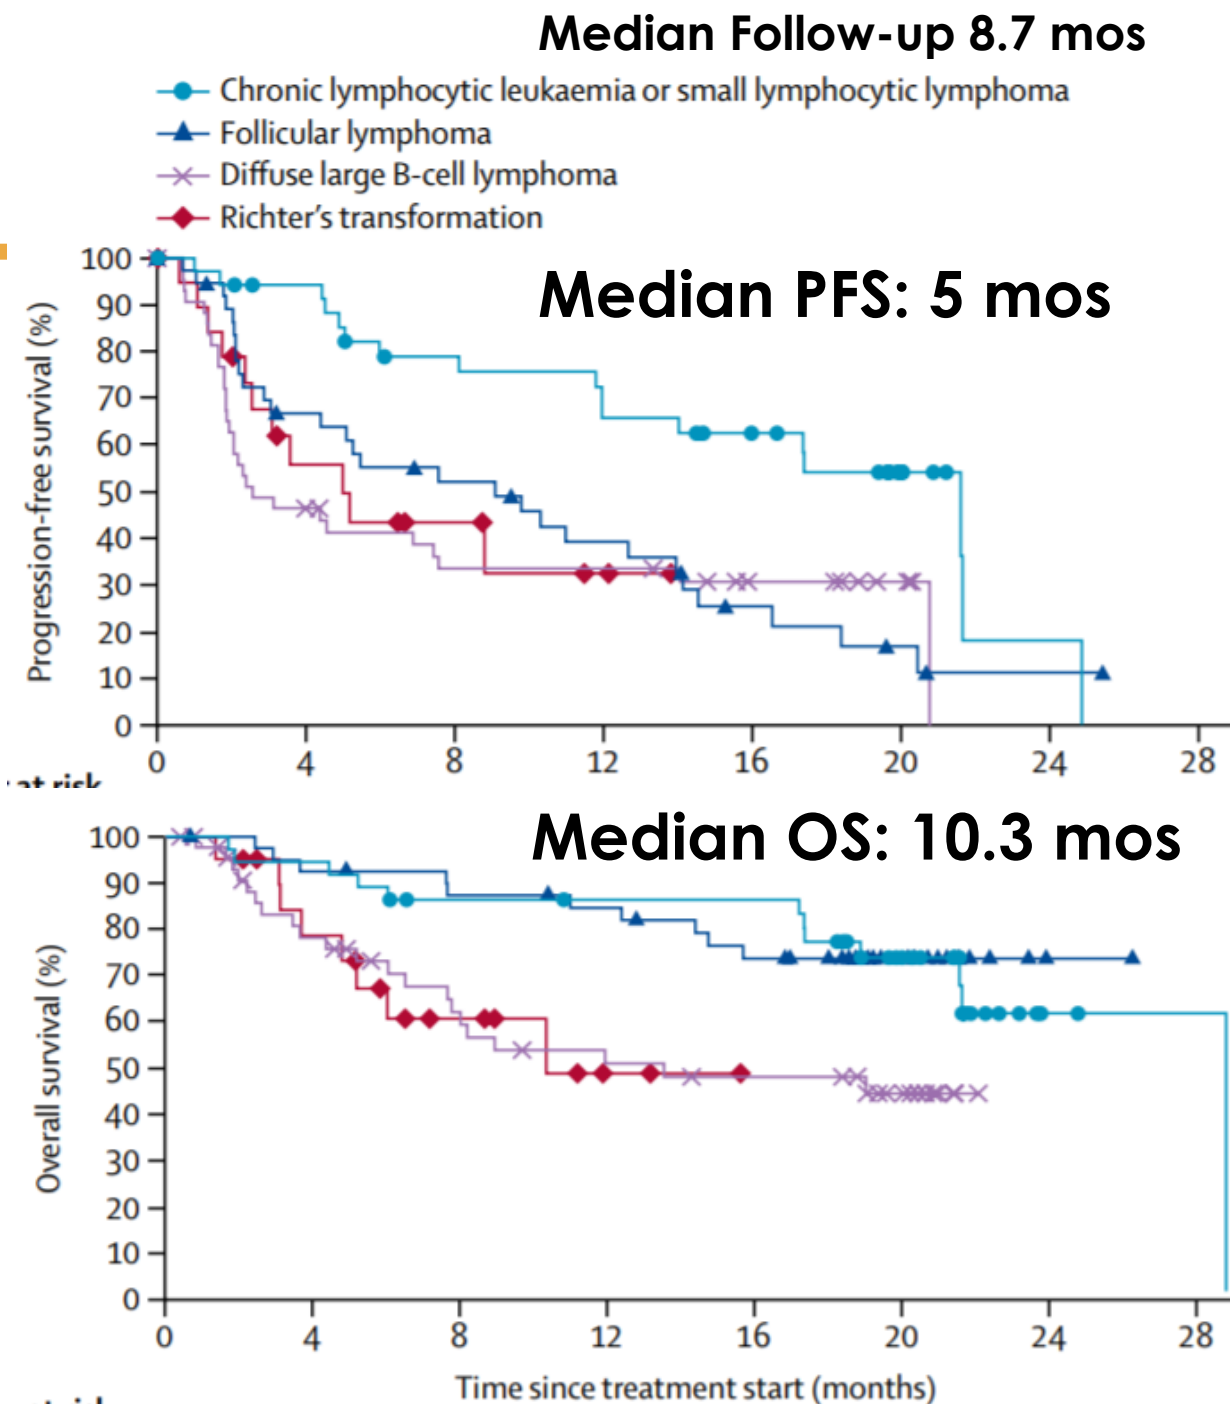 Median Follow-up 8.7 mos
Chronic lymphocytic leukaemia or small lymphocytic lymphoma
Follicular lymphoma
Diffuse large B-cell lymphoma
Richter's transformation
Median PFS: 5 mos
Progression-free survival (%)
100
90
80
70
60
50
40
30
20
10
0
0 4 8 12 16 20 24 28
at risk
Median OS: 10.3 mos
Overall survival (%)
100
90
80
70
60
50
40
30
20
10
0
0 4 8 12 16 20 24 28
Time since treatment start (months)